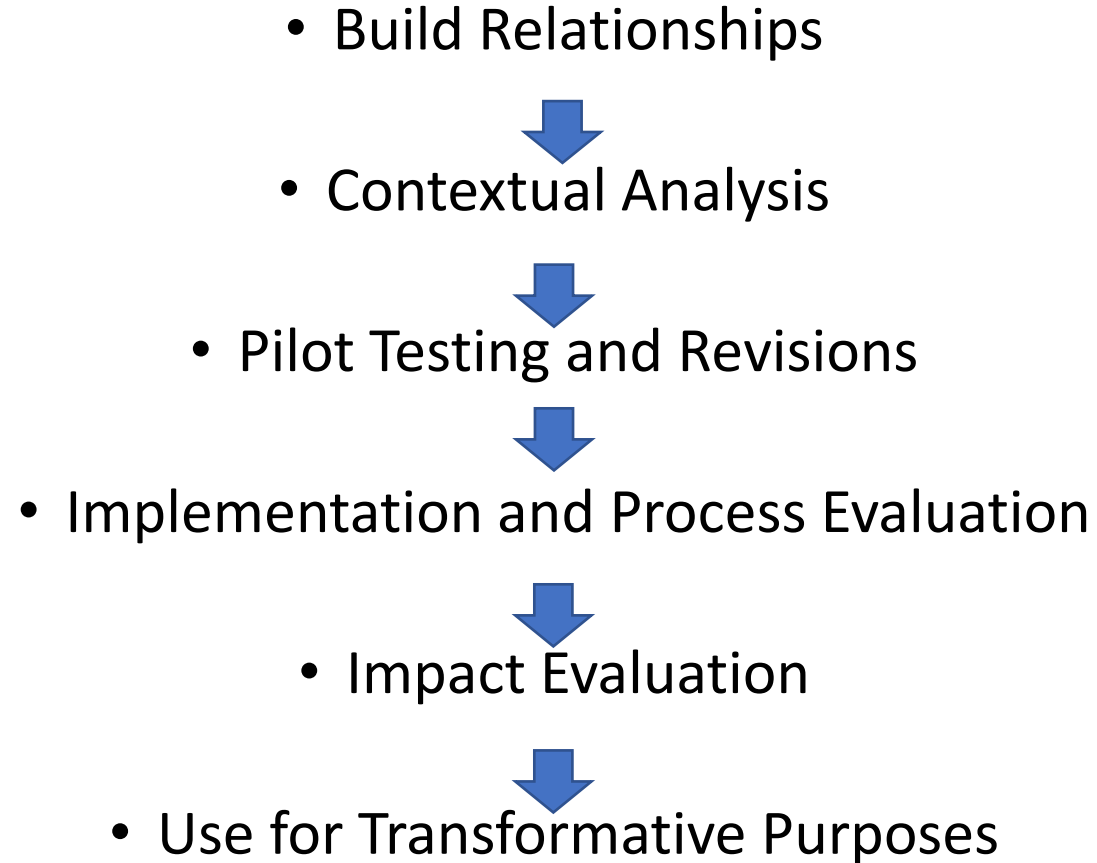 • Build Relationships
• Contextual Analysis
• Pilot Testing and Revisions
• Implementation and Process Evaluation
• Impact Evaluation
• Use for Transformative Purposes